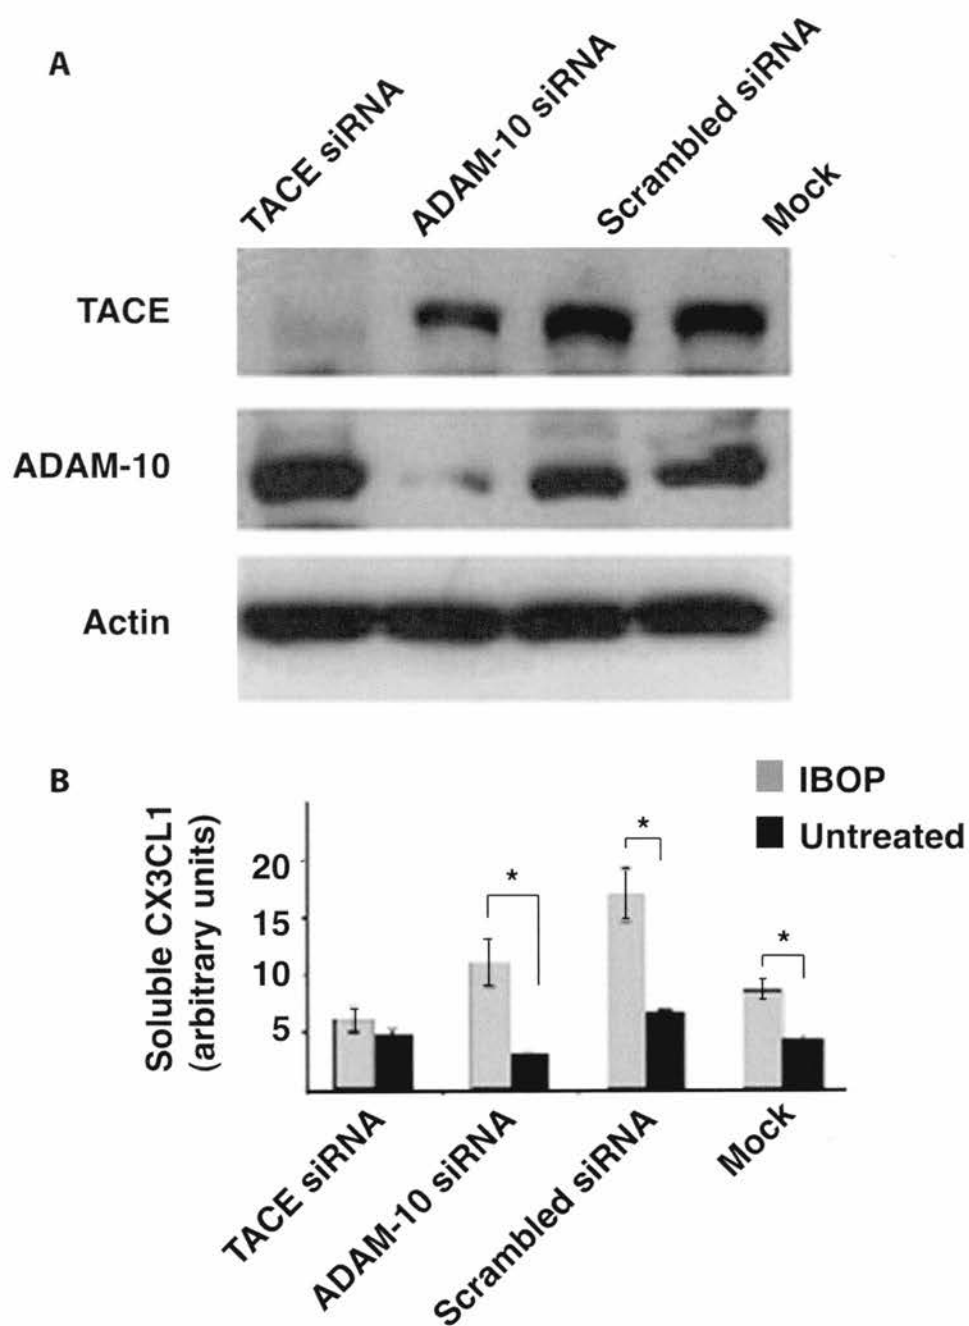 A
TACE siRNA
ADAM-10 siRNA
Scrambled siRNA
Mock
TACE
ADAM-10
Actin
B
IBOP
Untreated
Soluble CX3CL1
(arbitrary units)
20
15
10
5
*
*
*
TACE siRNA
ADAM-10 siRNA
Scrambled siRNA
Mock